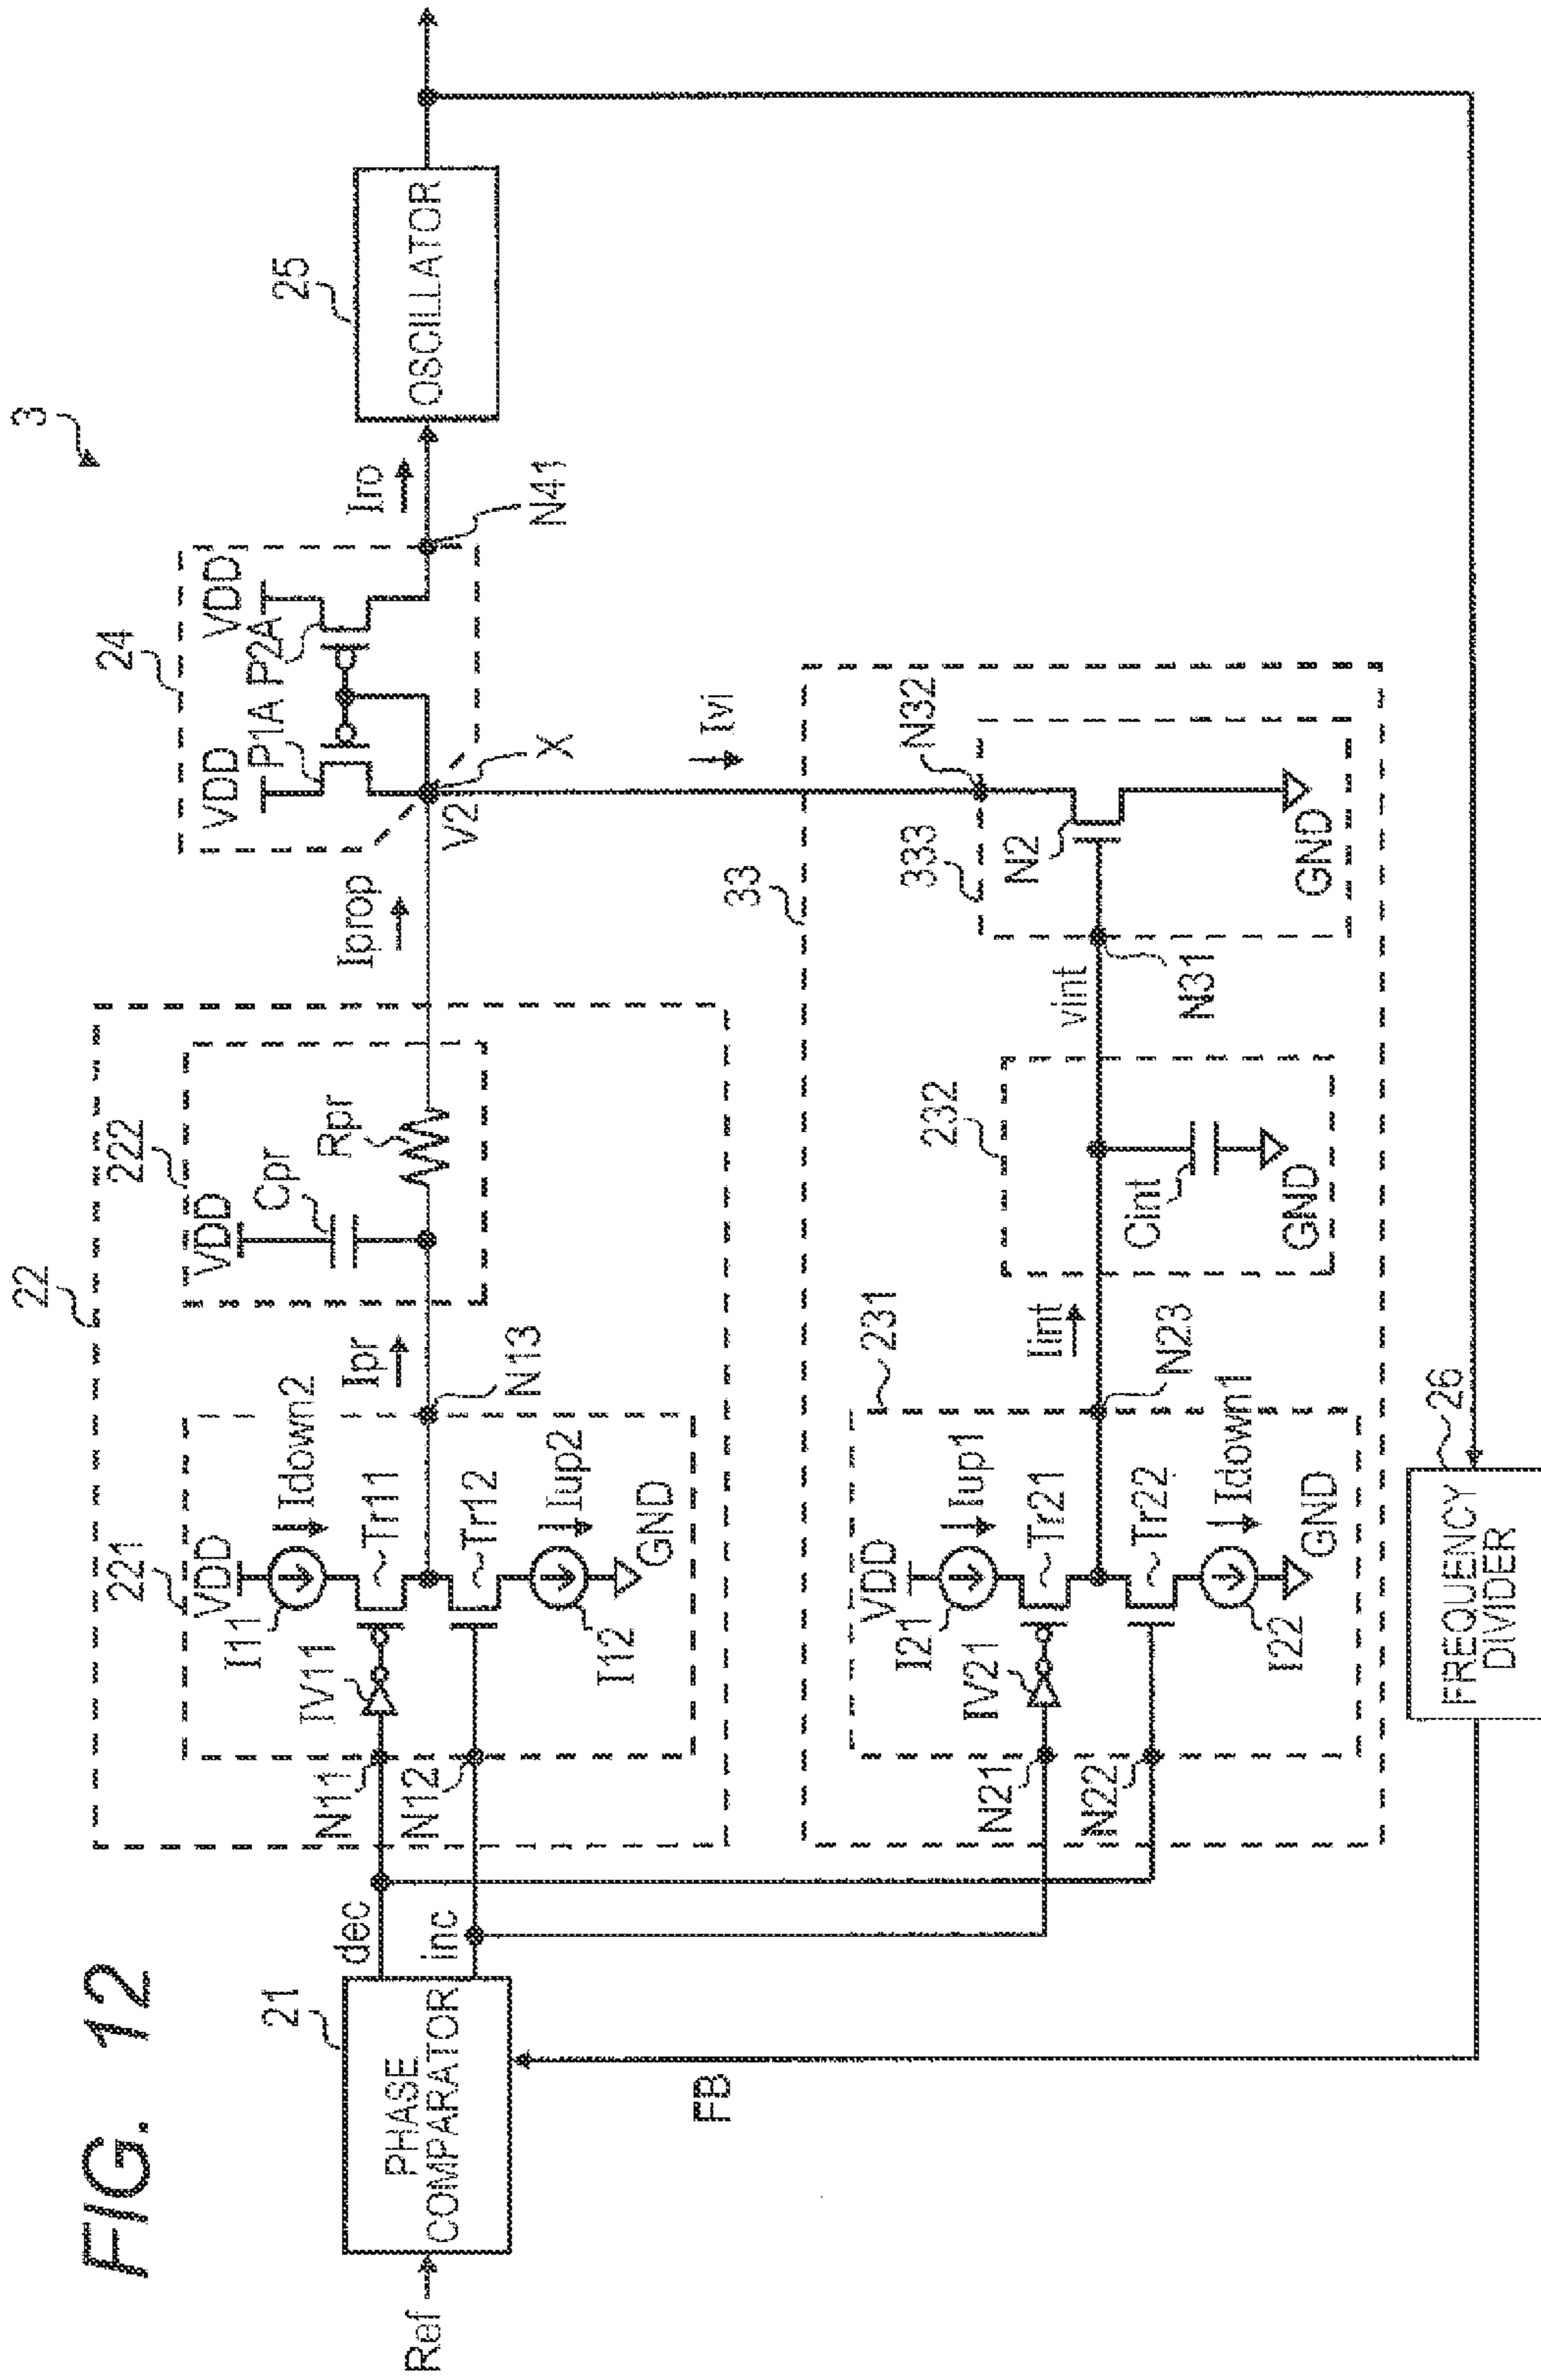 FIG. 12
3
22
221
VDD
I11
Idown2
IV11
Tr11
N11
N12
Tr12
Iup2
I12
GND
Ipr
N13
222
VDD
Cpr
Rpr
Iprop
V2
X
24
VDD
VDD
P1A
P2A
Iro
N41
25
OSCILLATOR
21
PHASE
COMPARATOR
Ref
dec
inc
FB
33
231
VDD
I21
Iup1
IV21
Tr21
N21
N22
Tr22
Idown1
I22
GND
Iint
N23
232
Cint
GND
vint
N31
333
N2
N32
GND
Ivi
26
FREQUENCY
DIVIDER